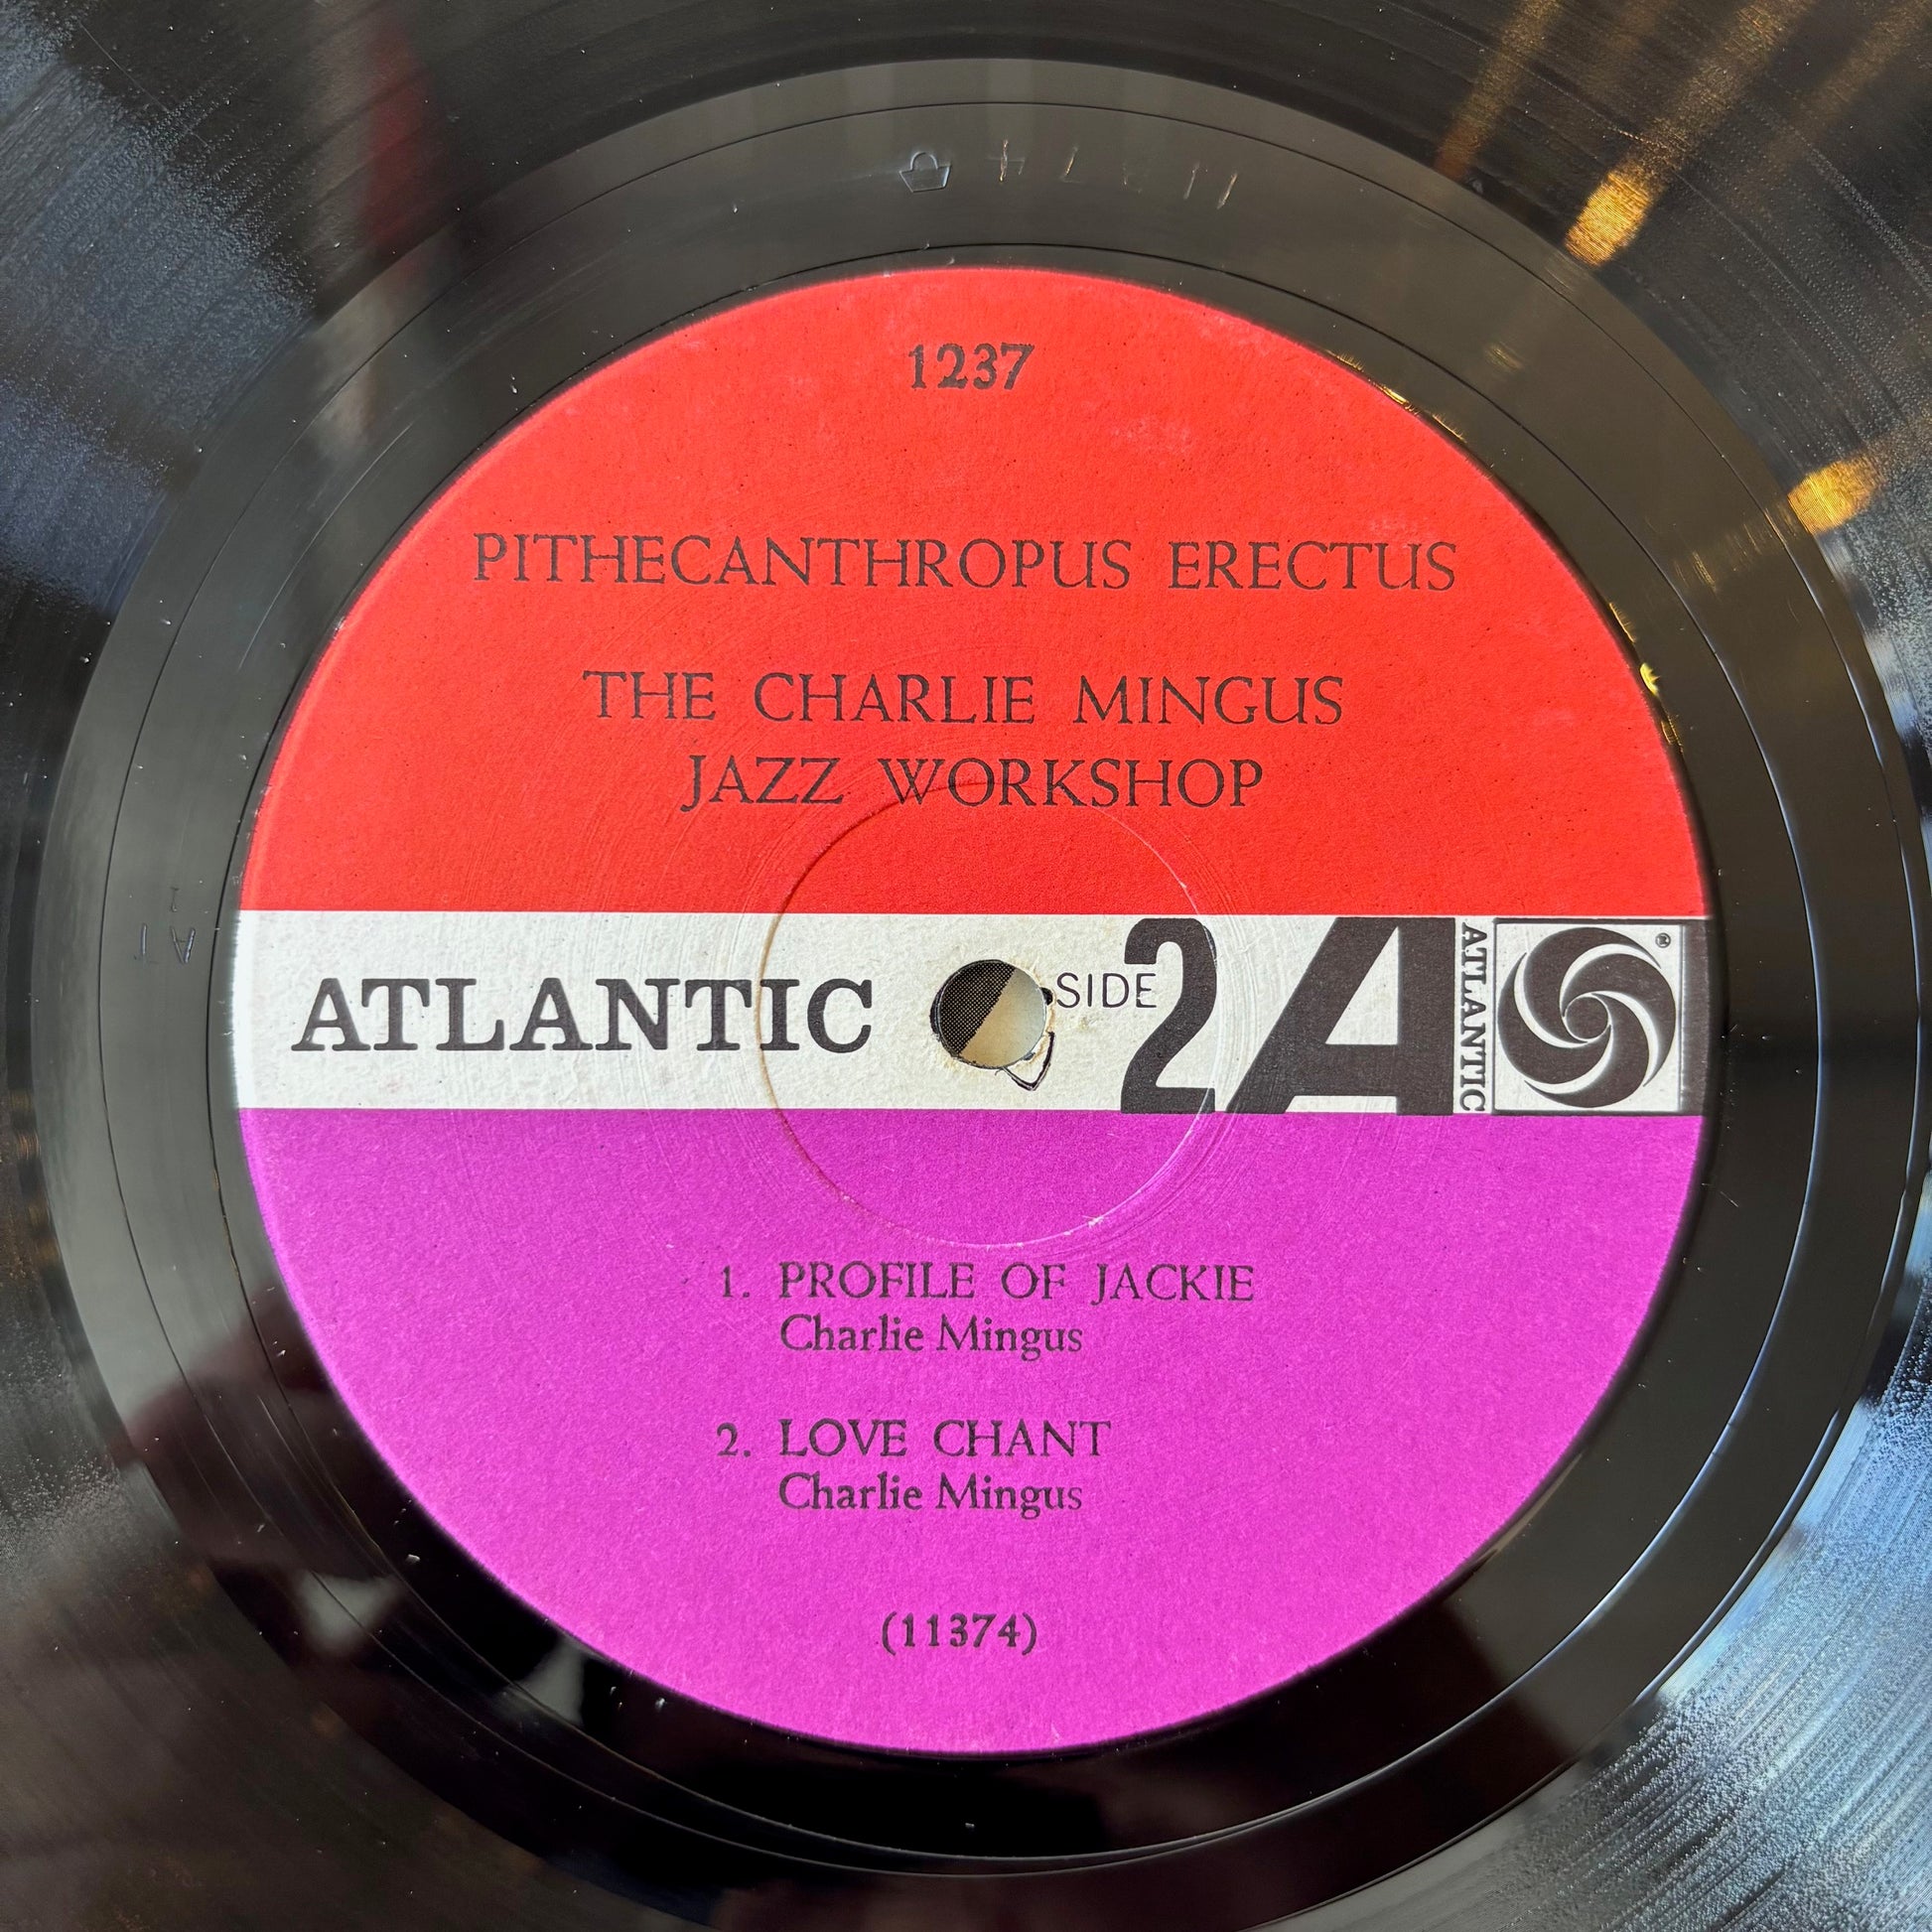 1237
PITHECANTHROPUS ERECTUS
THE CHARLIE MINGUS
JAZZ WORKSHOP
ATLANTIC
SIDE 2
A
ATLANTIC
®
1. PROFILE OF JACKIE
Charlie Mingus
2. LOVE CHANT
Charlie Mingus
(11374)
AT